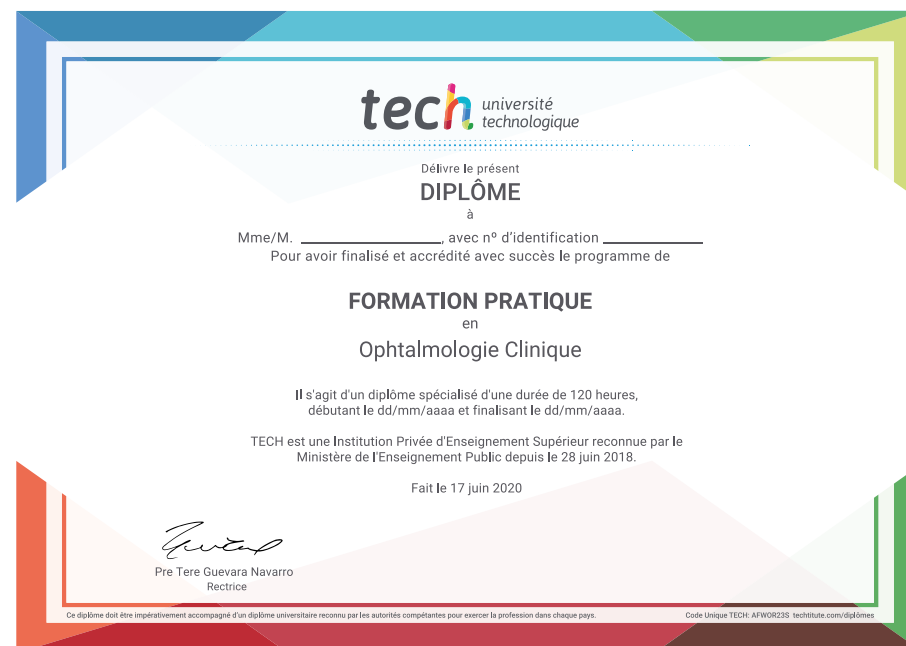 tech université
technologique
Délivre le présent
DIPLÔME
à
Mme/M. ____________________, avec nº d'identification ______________
Pour avoir finalisé et accrédité avec succès le programme de
FORMATION PRATIQUE
en
Ophtalmologie Clinique
Il s'agit d'un diplôme spécialisé d'une durée de 120 heures,
débutant le dd/mm/aaaa et finalisant le dd/mm/aaaa.
TECH est une Institution Privée d'Enseignement Supérieur reconnue par le
Ministère de l'Enseignement Public depuis le 28 juin 2018.
Fait le 17 juin 2020
Pre Tere Guevara Navarro
Rectrice
Ce diplôme doit être impérativement accompagné d'un diplôme universitaire reconnu par les autorités compétentes pour exercer la profession dans chaque pays.
Code Unique TECH: AFWOR23S techtitute.com/diplômes